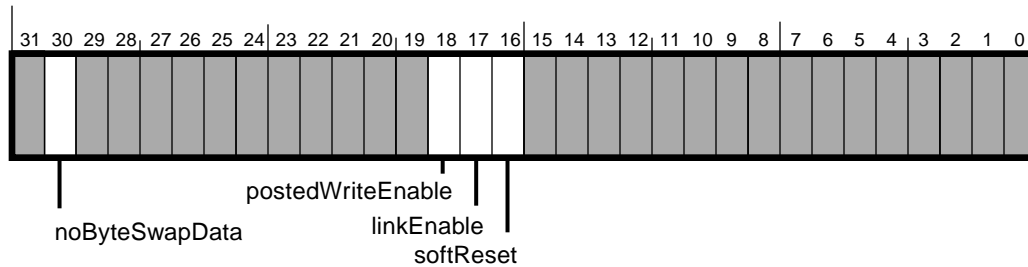 31 30 29 28 27 26 25 24 23 22 21 20 19 18 17 16 15 14 13 12 11 10 9 8 7 6 5 4 3 2 1 0
postedWriteEnable
noByteSwapData
linkEnable
softReset